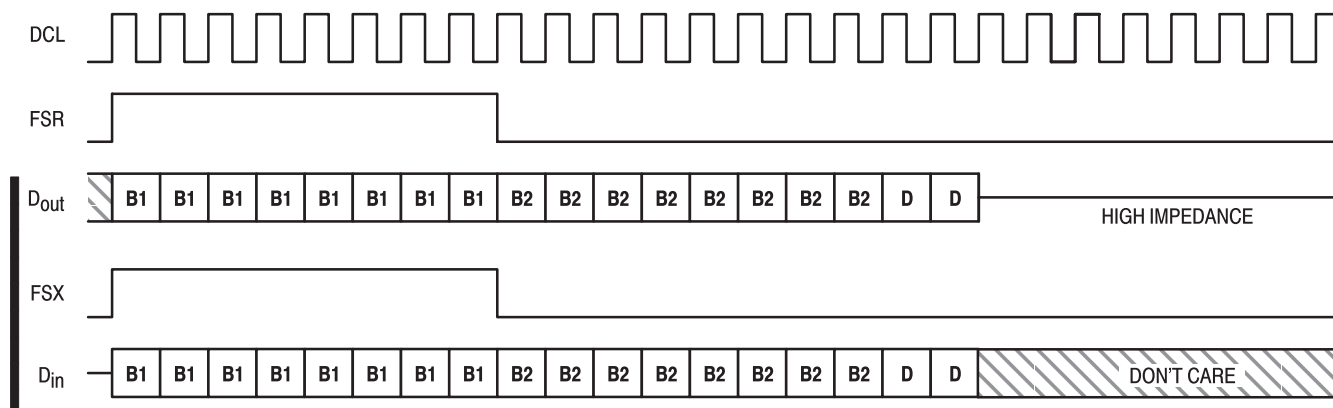 DCL
FSR
Dout B1 B1 B1 B1 B1 B1 B1 B1 B2 B2 B2 B2 B2 B2 B2 B2 D D
HIGH IMPEDANCE
FSX
Din B1 B1 B1 B1 B1 B1 B1 B1 B2 B2 B2 B2 B2 B2 B2 B2 D D DON'T CARE